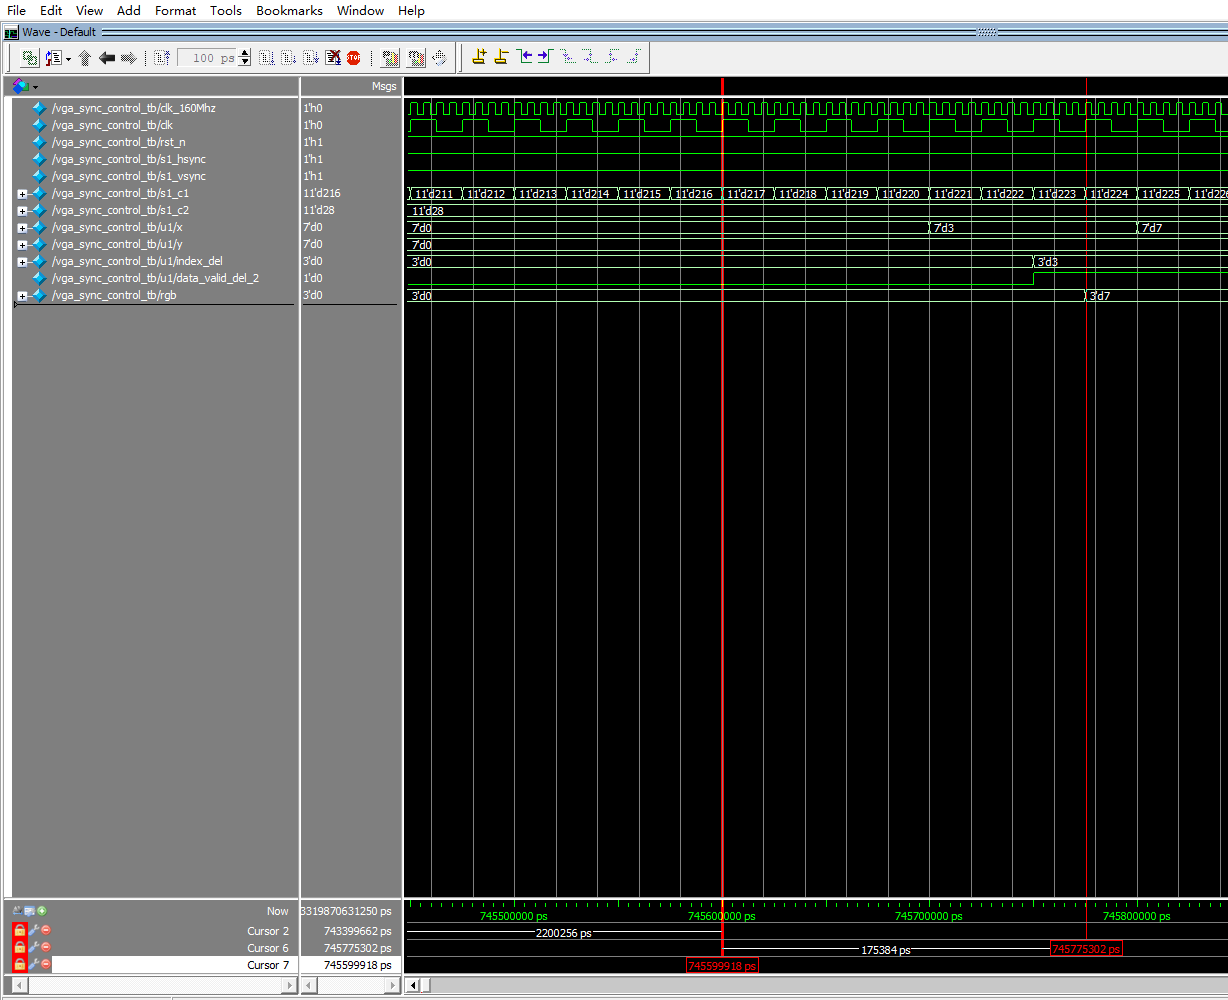 File Edit View Add Format Tools Bookmarks Window Help
Wave - Default
100 ps STOP
Msgs
/vga_sync_control_tb/clk_160Mhz 1'h0
/vga_sync_control_tb/clk 1'h0
/vga_sync_control_tb/rst_n 1'h1
/vga_sync_control_tb/s1_hsync 1'h1
/vga_sync_control_tb/s1_vsync 1'h1
/vga_sync_control_tb/s1_c1 11'd216 11'd211 11'd212 11'd213 11'd214 11'd215 11'd216 11'd217 11'd218 11'd219 11'd220 11'd221 11'd222 11'd223 11'd224 11'd225 11'd226
/vga_sync_control_tb/s1_c2 11'd28 11'd28
/vga_sync_control_tb/u1/x 7'd0 7'd0 7'd3 7'd7
/vga_sync_control_tb/u1/y 7'd0 7'd0
/vga_sync_control_tb/u1/index_del 3'd0 3'd0 3'd3
/vga_sync_control_tb/u1/data_valid_del_2 1'd0
/vga_sync_control_tb/rgb 3'd0 3'd0 3'd7
Now 3319870631250 ps 745500000 ps 745600000 ps 745700000 ps 745800000 ps
Cursor 2 743399662 ps 2200256 ps
Cursor 6 745775302 ps 175384 ps 745775302 ps
Cursor 7 745599918 ps 745599918 ps